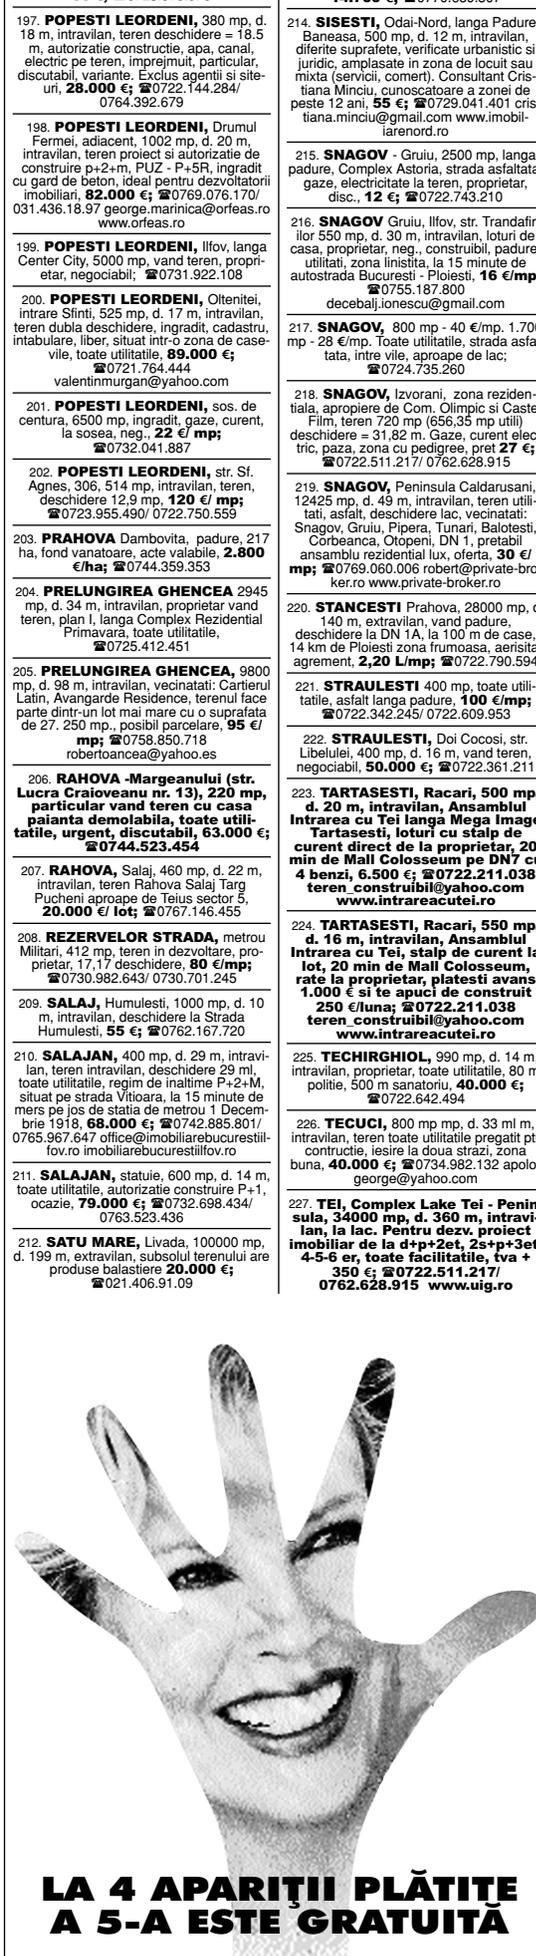 197. POPESTI LEORDENI, 380 mp, d.
18 m, intravilan, teren deschidere = 18.5
m, autorizatie constructie, apa, canal,
electric pe teren, imprejmuit, particular,
discutabil, variante. Exclus agentii si site-
uri, 28.000 €; ☎0722.144.284/
0764.392.679
198. POPESTI LEORDENI, Drumul
Fermei, adiacent, 1002 mp, d. 20 m,
intravilan, teren proiect si autorizatie de
construire p+2+m, PUZ - P+5R, ingradit
cu gard de beton, ideal pentru dezvoltatorii
imobiliari, 82.000 €; ☎0769.076.170/
031.436.18.97 george.marinica@orfeas.ro
www.orfeas.ro
199. POPESTI LEORDENI, Ilfov, langa
Center City, 5000 mp, vand teren, propri-
etar, negociabil; ☎0731.922.108
200. POPESTI LEORDENI, Oltenitei,
intrare Sfinti, 525 mp, d. 17 m, intravilan,
teren dubla deschidere, ingradit, cadastru,
intabulare, liber, situat intr-o zona de case-
vile, toate utilitatile, 89.000 €;
☎0721.764.444
valentinmurgan@yahoo.com
201. POPESTI LEORDENI, sos. de
centura, 6500 mp, ingradit, gaze, curent,
la sosea, neg., 22 €/ mp;
☎0732.041.887
202. POPESTI LEORDENI, str. Sf.
Agnes, 306, 514 mp, intravilan, teren,
deschidere 12,9 mp, 120 €/ mp;
☎0723.955.490/ 0722.750.559
203. PRAHOVA Dambovita, padure, 217
ha, fond vanatoare, acte valabile, 2.800
€/ha; ☎0744.359.353
204. PRELUNGIREA GHENCEA 2945
mp, d. 34 m, intravilan, proprietar vand
teren, plan I, langa Complex Rezidential
Primavara, toate utilitatile,
☎0725.412.451
205. PRELUNGIREA GHENCEA, 9800
mp, d. 98 m, intravilan, vecinatati: Cartierul
Latin, Avangarde Residence, terenul face
parte dintr-un lot mai mare cu o suprafata
de 27. 250 mp., posibil parcelare, 95 €/
mp; ☎0758.850.718
robertoancea@yahoo.es
206. RAHOVA -Margeanului (str.
Lucra Craioveanu nr. 13), 220 mp,
particular vand teren cu casa
paianta demolabila, toate utili-
tatile, urgent, discutabil, 63.000 €;
☎0744.523.454
207. RAHOVA, Salaj, 460 mp, d. 22 m,
intravilan, teren Rahova Salaj Targ
Pucheni aproape de Teius sector 5,
20.000 €/ lot; ☎0767.146.455
208. REZERVELOR STRADA, metrou
Militari, 412 mp, teren in dezvoltare, pro-
prietar, 17,17 deschidere, 80 €/mp;
☎0730.982.643/ 0730.701.245
209. SALAJ, Humulesti, 1000 mp, d. 10
m, intravilan, deschidere la Strada
Humulesti, 55 €; ☎0762.167.720
210. SALAJAN, 400 mp, d. 29 m, intravi-
lan, teren intravilan, deschidere 29 ml,
toate utilitatile, regim de inaltime P+2+M,
situat pe strada Vitioara, la 15 minute de
mers pe jos de statia de metrou 1 Decem-
brie 1918, 68.000 €; ☎0742.885.801/
0765.967.647 office@imobiliarebucurestiil-
fov.ro imobiliarebucurestiilfov.ro
211. SALAJAN, statuie, 600 mp, d. 14 m,
toate utilitatile, autorizatie construire P+1,
ocazie, 79.000 €; ☎0732.698.434/
0763.523.436
212. SATU MARE, Livada, 100000 mp,
d. 199 m, extravilan, subsolul terenului are
produse balastiere 20.000 €;
☎021.406.91.09
214. SISESTI, Odai-Nord, langa Padure
Baneasa, 500 mp, d. 12 m, intravilan,
diferite suprafete, verificate urbanistic si
juridic, amplasate in zona de locuit sau
mixta (servicii, comert). Consultant Cris-
tiana Minciu, cunoscatoare a zonei de
peste 12 ani, 55 €; ☎0729.041.401 cris
tiana.minciu@gmail.com www.imobil-
iarenord.ro
215. SNAGOV - Gruiu, 2500 mp, langa
padure, Complex Astoria, strada asfaltata
gaze, electricitate la teren, proprietar,
disc., 12 €; ☎0722.743.210
216. SNAGOV Gruiu, Ilfov, str. Trandafir
ilor 550 mp, d. 30 m, intravilan, loturi de
casa, proprietar, neg., construibil, padure
utilitati, zona linistita, la 15 minute de
autostrada Bucuresti - Ploiesti, 16 €/mp
☎0755.187.800
decebalj.ionescu@gmail.com
217. SNAGOV, 800 mp - 40 €/mp. 1.700
mp - 28 €/mp. Toate utilitatile, strada asfa
tata, intre vile, aproape de lac;
☎0724.735.260
218. SNAGOV, Izvorani, zona reziden-
tiala, apropiere de Com. Olimpic si Caste
Film, teren 720 mp (656,35 mp utili)
deschidere = 31,82 m. Gaze, curent elec
tric, paza, zona cu pedigree, pret 27 €;
☎0722.511.217/ 0762.628.915
219. SNAGOV, Peninsula Caldarusani,
12425 mp, d. 49 m, intravilan, teren utili-
tati, asfalt, deschidere lac, vecinatati:
Snagov, Gruiu, Pipera, Tunari, Balotesti,
Corbeanca, Otopeni, DN 1, pretabil
ansamblu rezidential lux, oferta, 30 €/
mp; ☎0769.060.006 robert@private-bro
ker.ro www.private-broker.ro
220. STANCESTI Prahova, 28000 mp, d
140 m, extravilan, vand padure,
deschidere la DN 1A, la 100 m de case,
14 km de Ploiesti zona frumoasa, aerisita
agrement, 2,20 L/mp; ☎0722.790.594
221. STRAULESTI 400 mp, toate utili-
tatile, asfalt langa padure, 100 €/mp;
☎0722.342.245/ 0722.609.953
222. STRAULESTI, Doi Cocosi, str.
Libelulei, 400 mp, d. 16 m, vand teren,
negociabil, 50.000 €; ☎0722.361.211
223. TARTASESTI, Racari, 500 mp
d. 20 m, intravilan, Ansamblul
Intrarea cu Tei langa Mega Image
Tartasesti, loturi cu stalp de
curent direct de la proprietar, 20
min de Mall Colosseum pe DN7 cu
4 benzi, 6.500 €; ☎0722.211.038
teren_construibil@yahoo.com
www.intrareacutei.ro
224. TARTASESTI, Racari, 550 mp
d. 16 m, intravilan, Ansamblul
Intrarea cu Tei, stalp de curent la
lot, 20 min de Mall Colosseum,
rate la proprietar, platesti avans
1.000 € si te apuci de construit
250 €/luna; ☎0722.211.038
teren_construibil@yahoo.com
www.intrareacutei.ro
225. TECHIRGHIOL, 990 mp, d. 14 m,
intravilan, proprietar, toate utilitatile, 80 m
politie, 500 m sanatoriu, 40.000 €;
☎0722.642.494
226. TECUCI, 800 mp mp, d. 33 ml m,
intravilan, teren toate utilitatile pregatit pt
contructie, iesire la doua strazi, zona
buna, 40.000 €; ☎0734.982.132 apolo
george@yahoo.com
227. TEI, Complex Lake Tei - Penin
sula, 34000 mp, d. 360 m, intravi-
lan, la lac. Pentru dezv. proiect
imobiliar de la d+p+2et, 2s+p+3et
4-5-6 er, toate facilitatile, tva +
350 €; ☎0722.511.217/
0762.628.915 www.uig.ro
LA 4 APARIŢII PLĂTITE
A 5-A ESTE GRATUITĂ